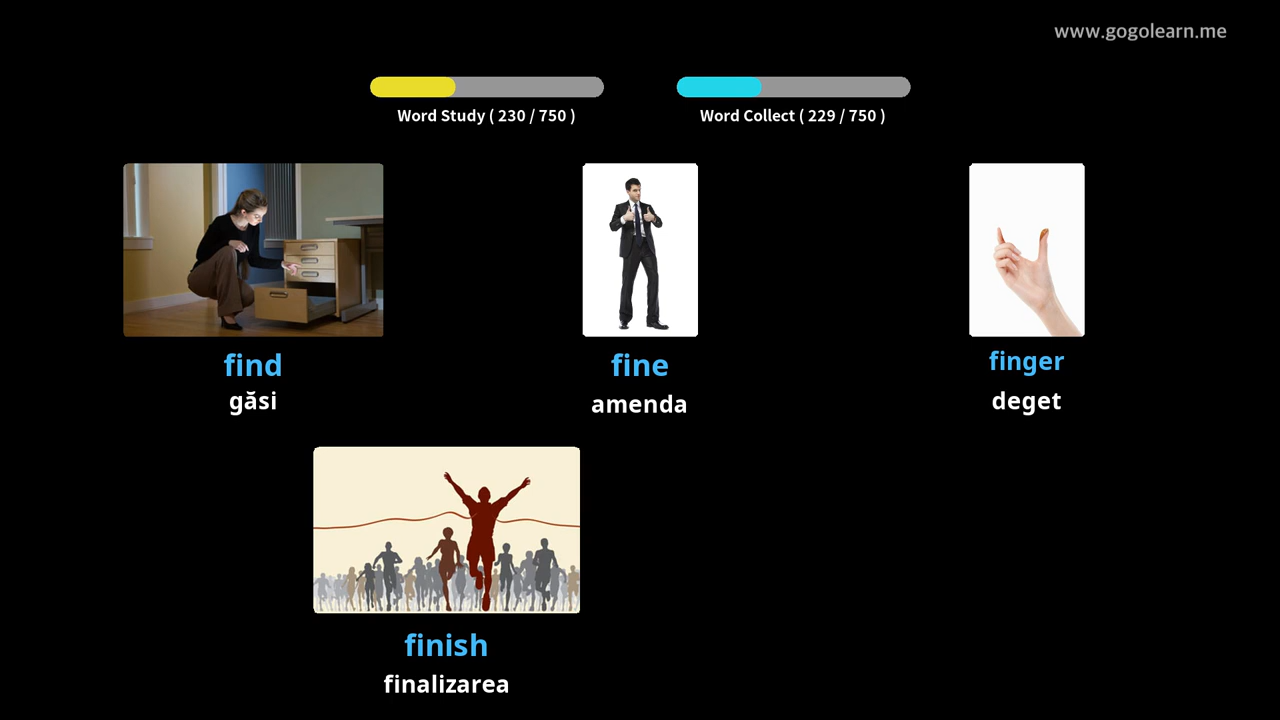 www.gogolearn.me
Word Study ( 230 / 750 )
Word Collect ( 229 / 750 )
find
găsi
fine
amenda
finger
deget
finish
finalizarea